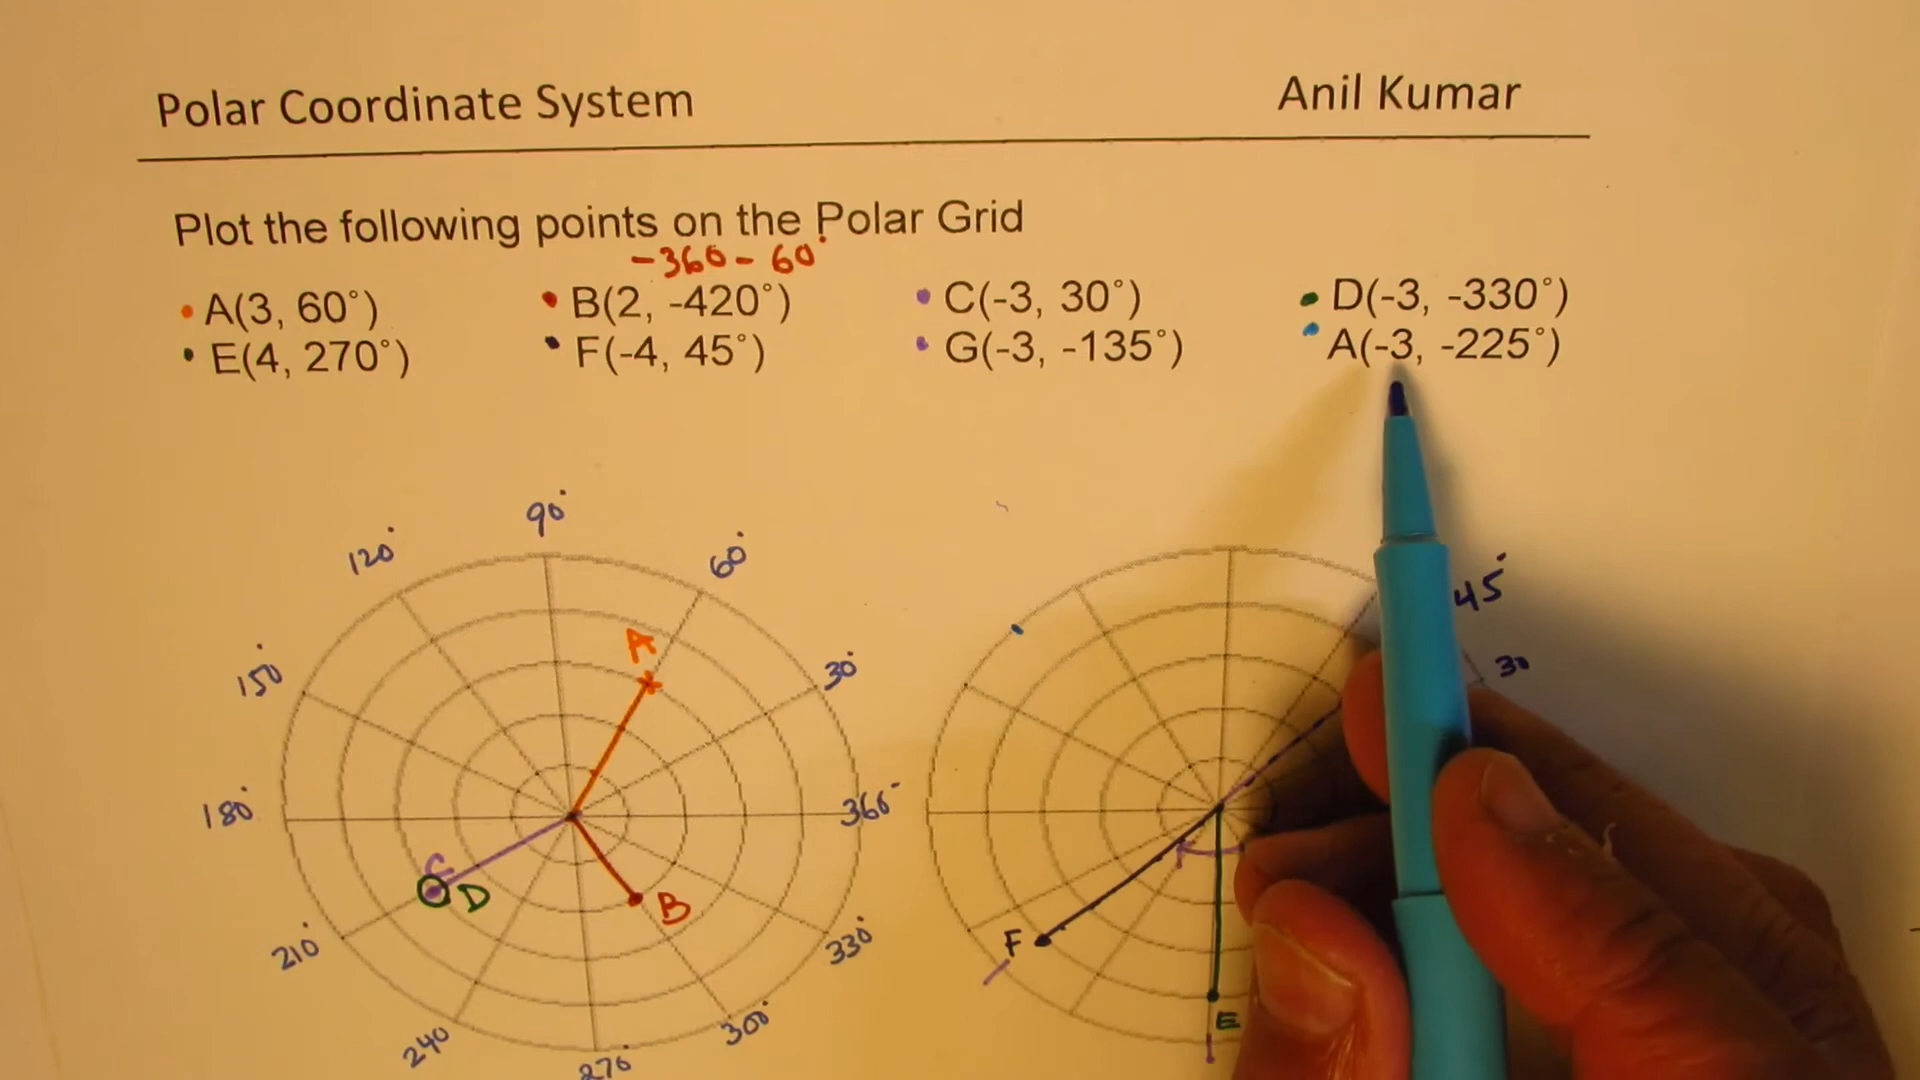 Polar Coordinate System Anil Kumar
Plot the following points on the Polar Grid
-360-60°
A(3, 60°) B(2, -420°) C(-3, 30°) D(-3, -330°)
E(4, 270°) F(-4, 45°) G(-3, -135°) A(-3, -225°)
90°
120° 60°
45°
A
150° 30° 30
180° 360°
C
D B
F
210° 330°
E
240 300°
270°